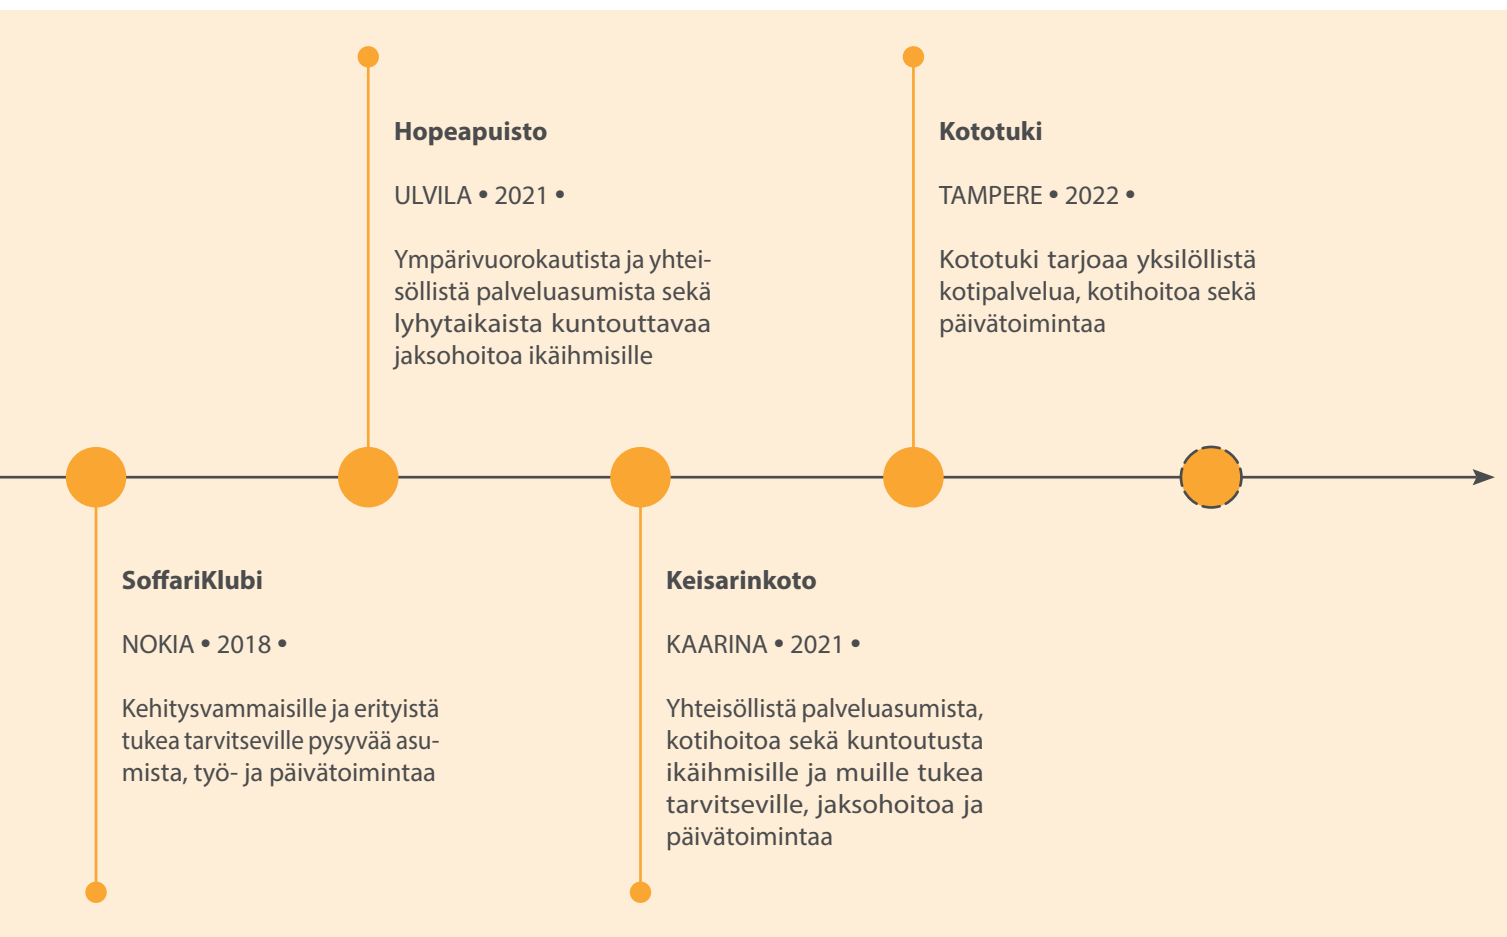 Hopeapuisto
ULVILA • 2021 •
Ympärivuorokautista ja yhtei-
söllistä palveluasumista sekä
lyhytaikaista kuntouttavaa
jaksohoitoa ikäihmisille
Kototuki
TAMPERE • 2022 •
Kototuki tarjoaa yksilöllistä
kotipalvelua, kotihoitoa sekä
päivätoimintaa
SoffariKlubi
NOKIA • 2018 •
Kehitysvammaisille ja erityistä
tukea tarvitseville pysyvää asu-
mista, työ- ja päivätoimintaa
Keisarinkoto
KAARINA • 2021 •
Yhteisöllistä palveluasumista,
kotihoitoa sekä kuntoutusta
ikäihmisille ja muille tukea
tarvitseville, jaksohoitoa ja
päivätoimintaa